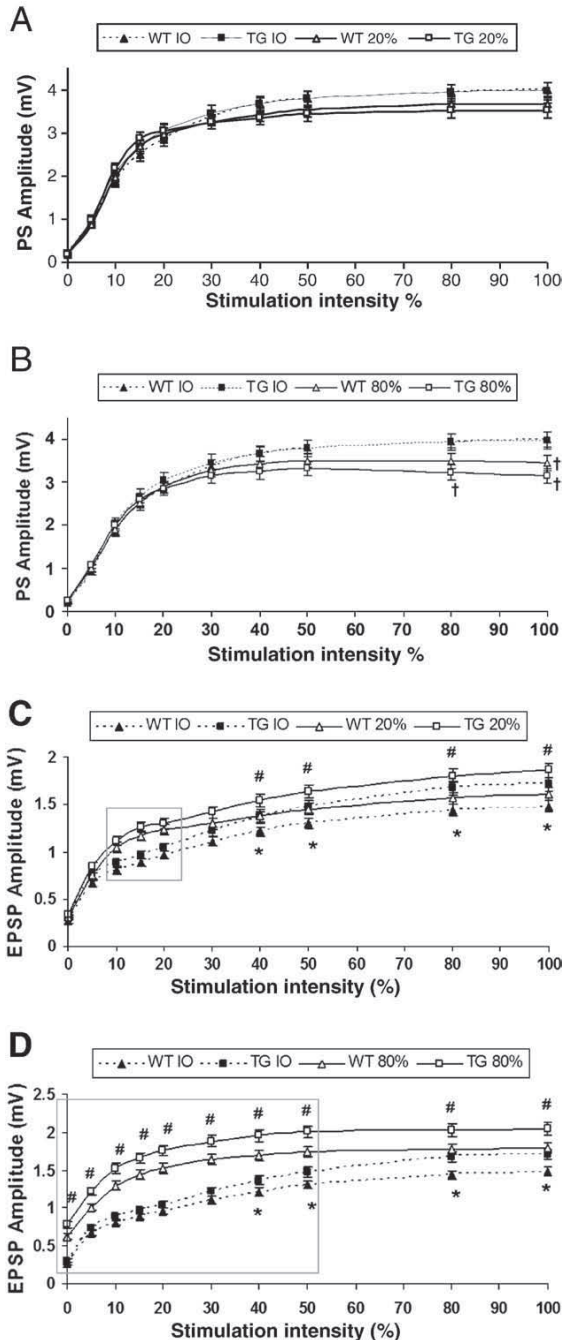 A
WT IO TG IO WT 20% TG 20%
PS Amplitude (mV)
4
3
2
1
0
0 10 20 30 40 50 60 70 80 90 100
Stimulation intensity %
B
WT IO TG IO WT 80% TG 80%
PS Amplitude (mV)
5
4
3
2
1
0
†
†
†
0 10 20 30 40 50 60 70 80 90 100
Stimulation intensity %
C
WT IO TG IO WT 20% TG 20%
EPSP Amplitude (mV)
2
1.5
1
0.5
0
# # # #
* * * *
0 10 20 30 40 50 60 70 80 90 100
Stimulation intensity (%)
D
WT IO TG IO WT 80% TG 80%
EPSP Amplitude (mV)
2.5
2
1.5
1
0.5
0
# # # # # # # # # #
* * * *
0 10 20 30 40 50 60 70 80 90 100
Stimulation intensity (%)